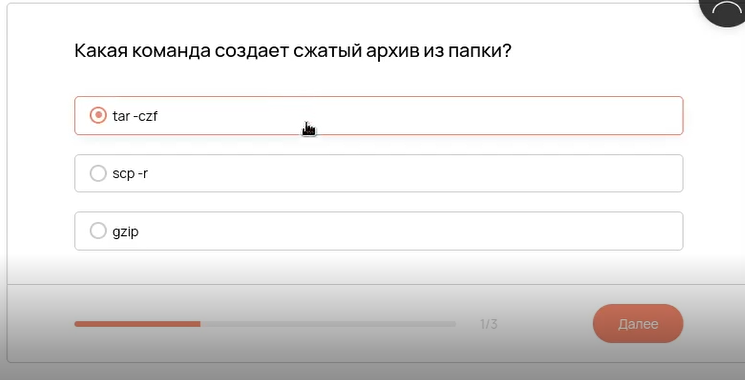 Какая команда создает сжатый архив из папки?
tar -czf
scp -r
gzip
1/3
Далее